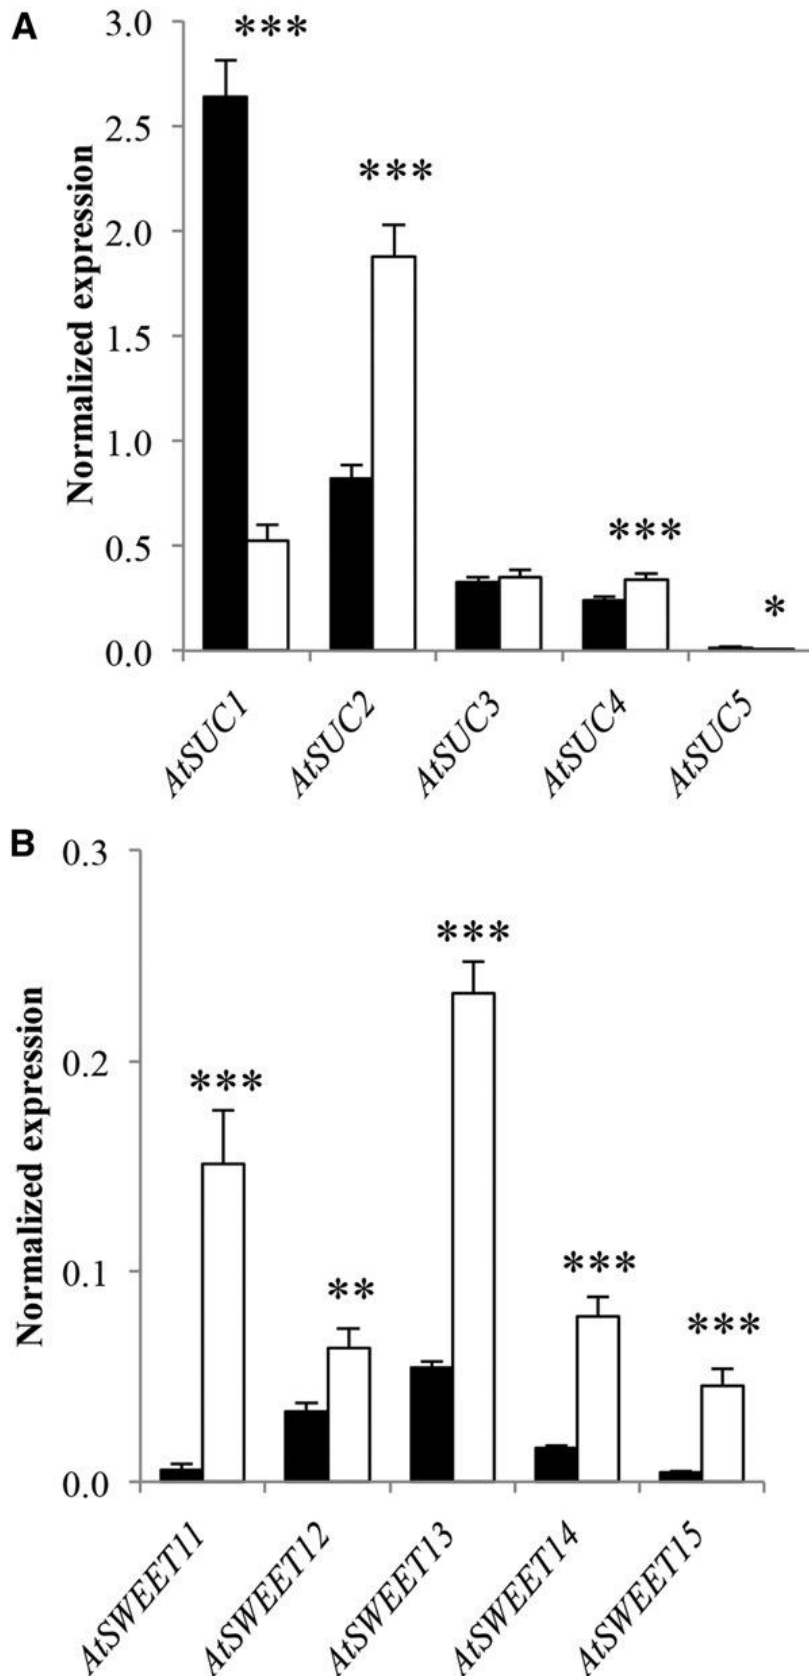 A
Normalized expression
3.0
2.5
2.0
1.5
1.0
0.5
0.0
***
***
***
*
AtSUC1
AtSUC2
AtSUC3
AtSUC4
AtSUC5
B
Normalized expression
0.3
0.2
0.1
0.0
***
**
***
***
***
AtSWEET11
AtSWEET12
AtSWEET13
AtSWEET14
AtSWEET15